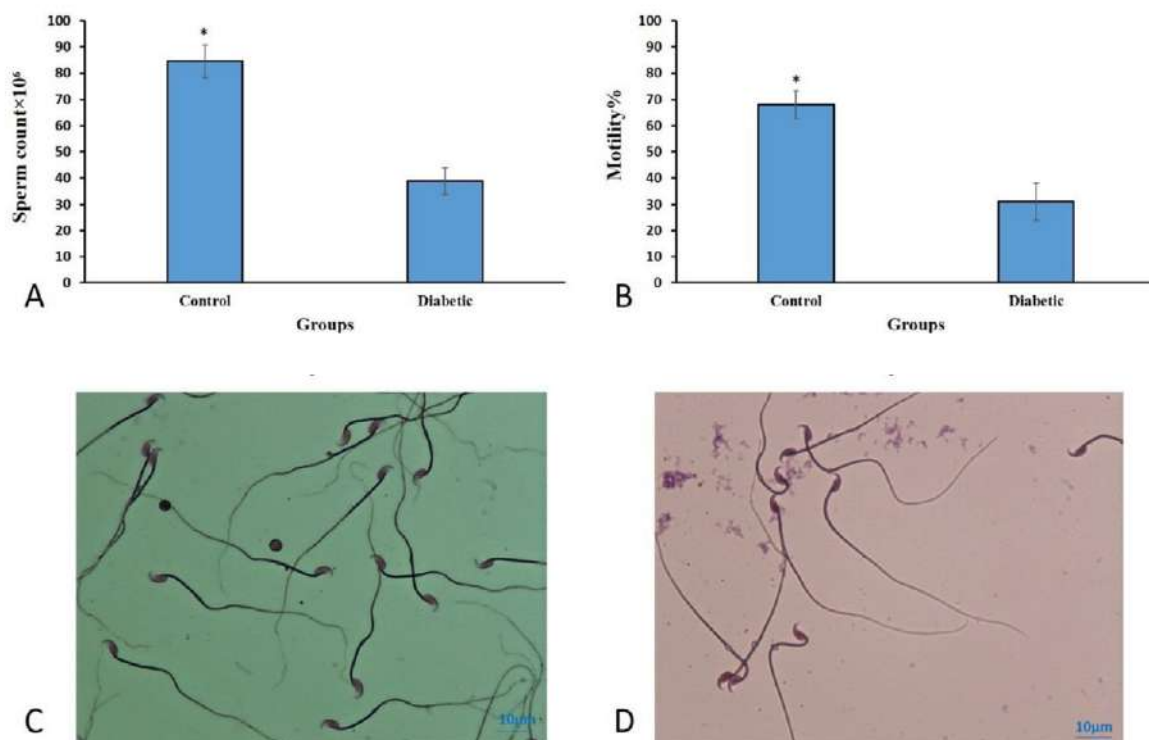 Sperm count×10⁶
100
90
80
70
60
50
40
30
20
10
0
*
Control
Diabetic
Groups
A
Motility%
100
90
80
70
60
50
40
30
20
10
0
*
Control
Diabetic
Groups
B
C
10μm
D
10μm